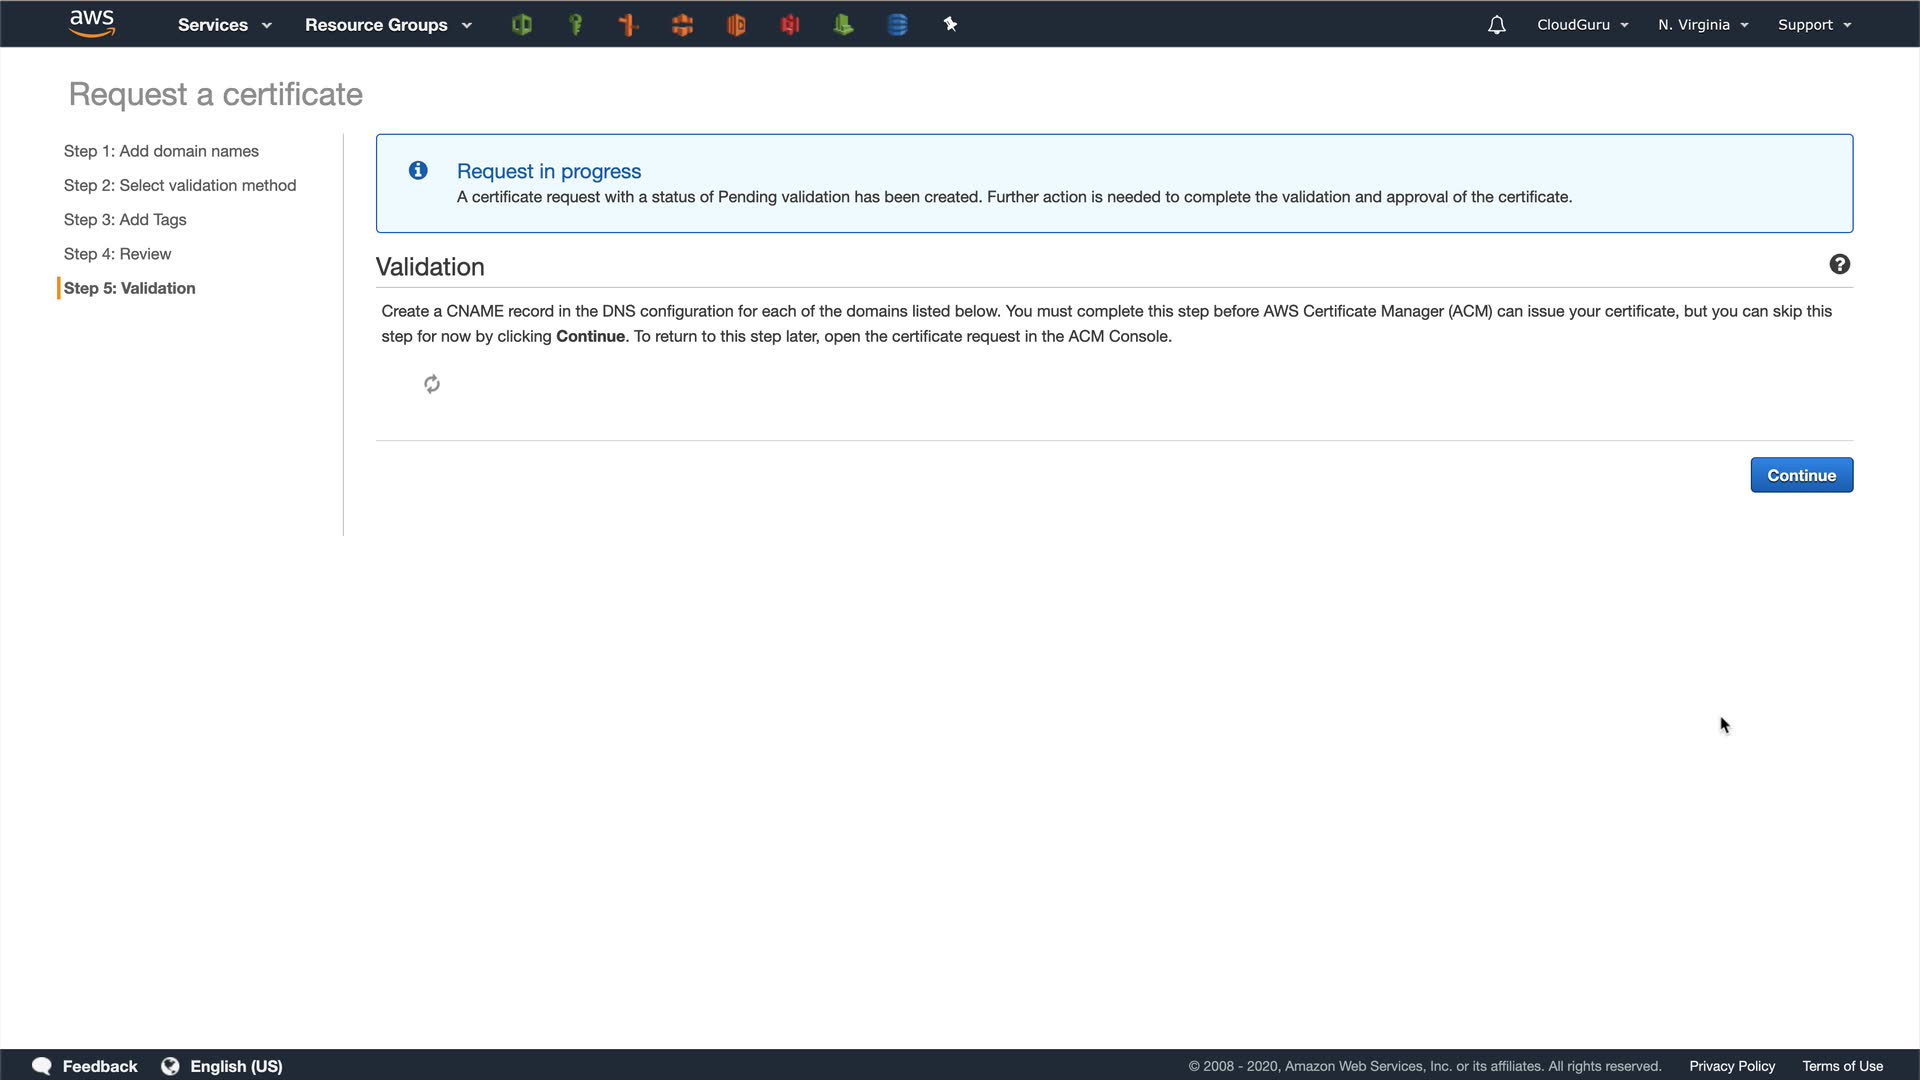 aws
Services
Resource Groups
CloudGuru
N. Virginia
Support
Request a certificate
Step 1: Add domain names
Step 2: Select validation method
Step 3: Add Tags
Step 4: Review
Step 5: Validation
Request in progress
A certificate request with a status of Pending validation has been created. Further action is needed to complete the validation and approval of the certificate.
Validation
Create a CNAME record in the DNS configuration for each of the domains listed below. You must complete this step before AWS Certificate Manager (ACM) can issue your certificate, but you can skip this
step for now by clicking Continue. To return to this step later, open the certificate request in the ACM Console.
Continue
Feedback
English (US)
© 2008 - 2020, Amazon Web Services, Inc. or its affiliates. All rights reserved.
Privacy Policy
Terms of Use